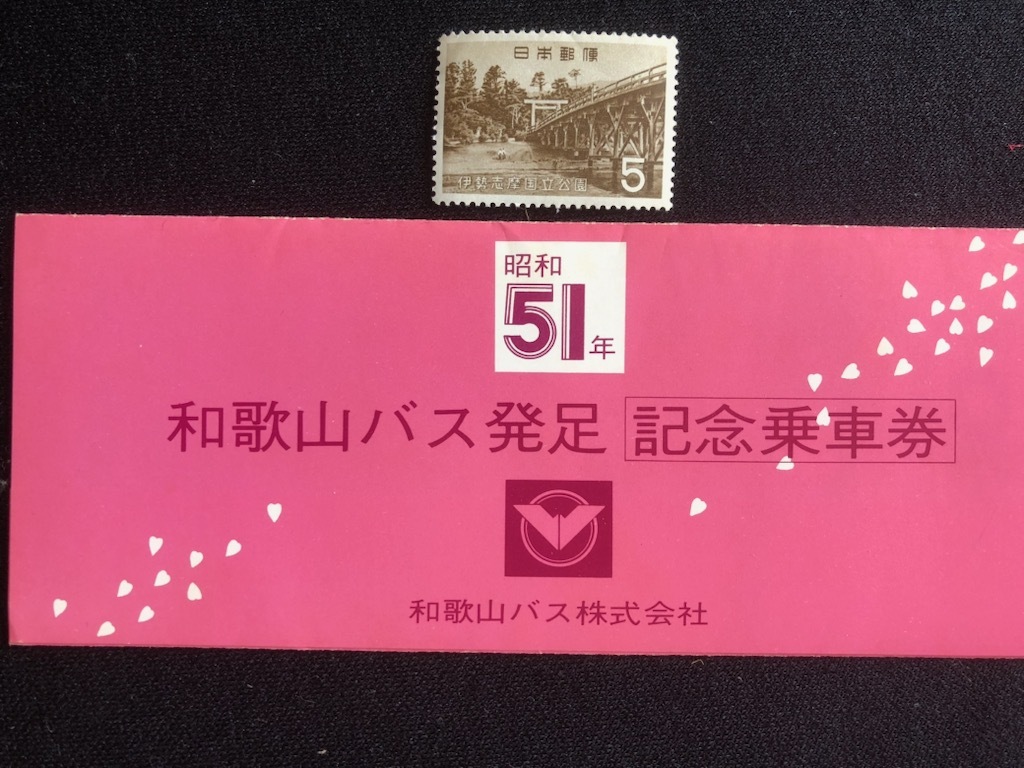 日本郵便
伊勢志摩国立公園
5
昭和
51年
和歌山バス発足 記念乗車券
和歌山バス株式会社